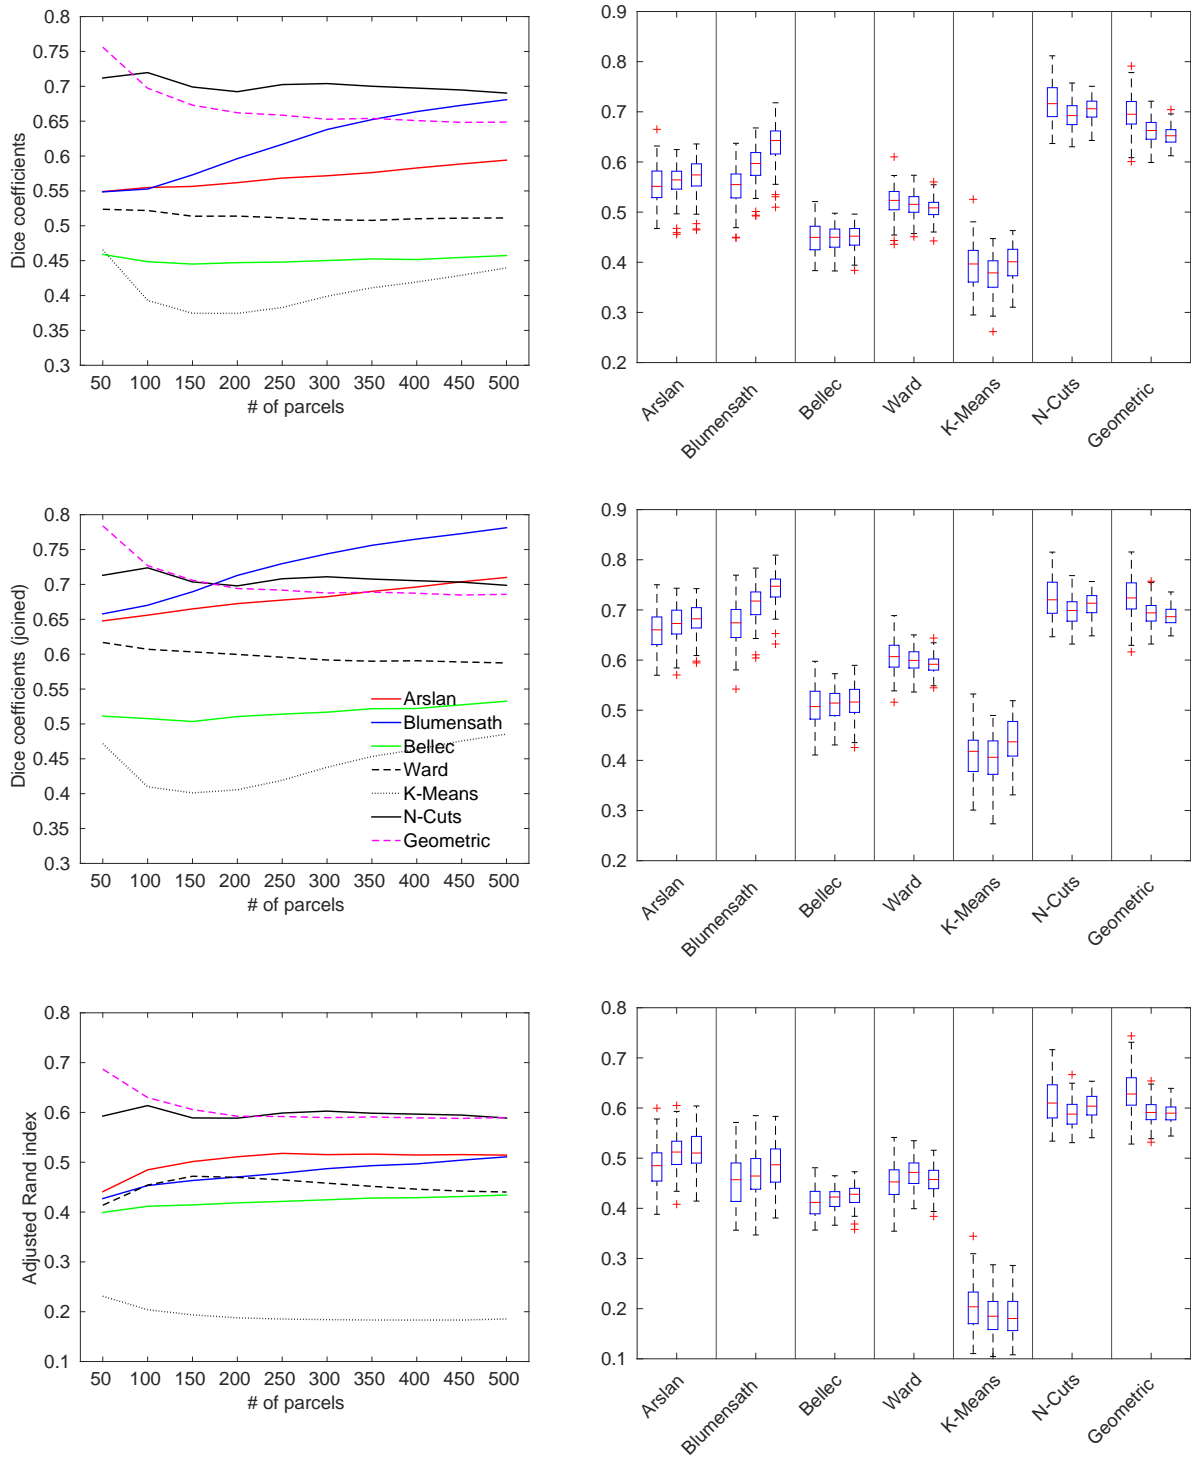 0.8
0.75
0.7
0.65
0.6
0.55
0.5
0.45
0.4
0.35
0.3
Dice coefficients
50 100 150 200 250 300 350 400 450 500
# of parcels
0.9
0.8
0.7
0.6
0.5
0.4
0.3
0.2
Arslan
Blumensath
Bellec
Ward
K-Means
N-Cuts
Geometric
0.8
0.75
0.7
0.65
0.6
0.55
0.5
0.45
0.4
0.35
0.3
Dice coefficients (joined)
Arslan
Blumensath
Bellec
Ward
K-Means
N-Cuts
Geometric
50 100 150 200 250 300 350 400 450 500
# of parcels
0.9
0.8
0.7
0.6
0.5
0.4
0.3
0.2
Arslan
Blumensath
Bellec
Ward
K-Means
N-Cuts
Geometric
0.8
0.7
0.6
0.5
0.4
0.3
0.2
0.1
Adjusted Rand index
50 100 150 200 250 300 350 400 450 500
# of parcels
0.8
0.7
0.6
0.5
0.4
0.3
0.2
0.1
Arslan
Blumensath
Bellec
Ward
K-Means
N-Cuts
Geometric